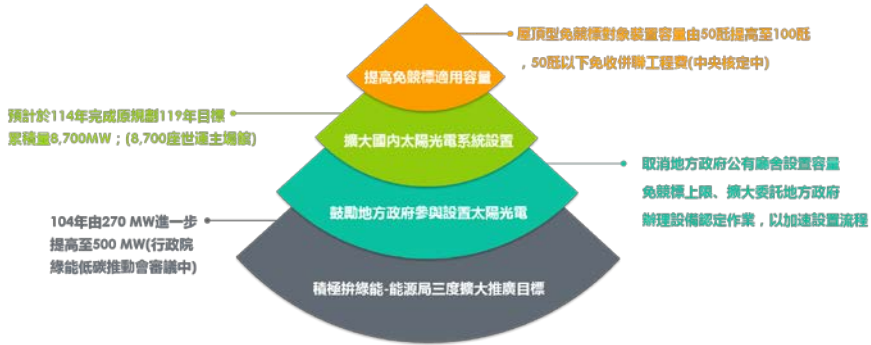 屋頂型免競標對象裝置容量由50瓩提高至100瓩
，50瓩以下免收併聯工程費(中央核定中)
提高免競標適用容量
預計於114年完成原規劃119年目標
累積量8,700MW；(8,700座世運主場館)
擴大國內太陽光電系統設置
取消地方政府公有廳舍設置容量
免競標上限、擴大委託地方政府
辦理設備認定作業，以加速設置流程
鼓勵地方政府參與設置太陽光電
104年由270 MW進一步
提高至500 MW(行政院
綠能低碳推動會審議中)
積極拚綠能-能源局三度擴大推廣目標